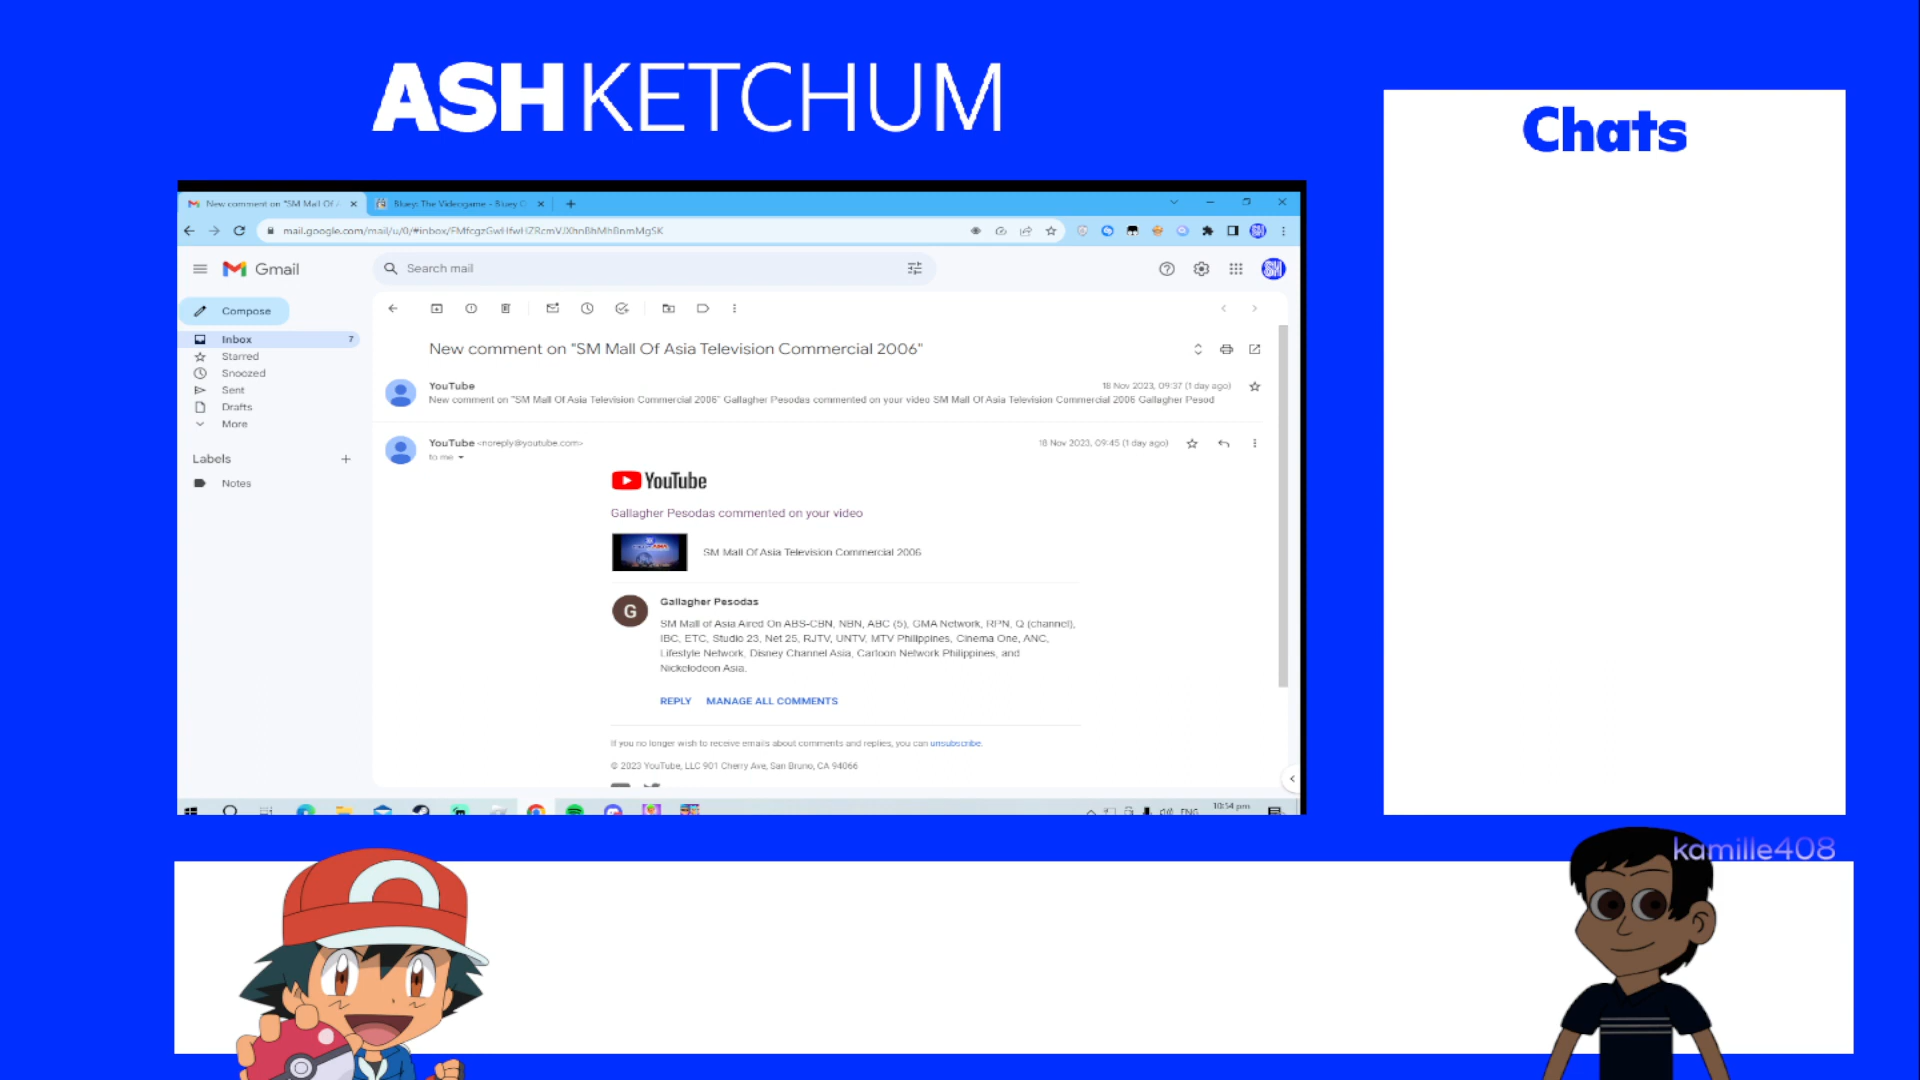 ASH KETCHUM
Chats
New comment on "SM Mall Of A
Bluey: The Videogame - Bluey
Gmail
Search mail
Compose
Inbox 7
Starred
Snoozed
Sent
Drafts
More
Labels
Notes
New comment on "SM Mall Of Asia Television Commercial 2006"
YouTube
18 Nov 2023, 09:37 (1 day ago)
New comment on "SM Mall Of Asia Television Commercial 2006" Gallagher Pesodas commented on your video SM Mall Of Asia Television Commercial 2006 Gallagher Pesod
YouTube <noreply@youtube.com>
18 Nov 2023, 09:45 (1 day ago)
to me
YouTube
Gallagher Pesodas commented on your video
SM Mall Of Asia Television Commercial 2006
G
Gallagher Pesodas
SM Mall of Asia Aired On ABS-CBN, NBN, ABC (5), GMA Network, RPN, Q (channel),
IBC, ETC, Studio 23, Net 25, RJTV, UNTV, MTV Philippines, Cinema One, ANC,
Lifestyle Network, Disney Channel Asia, Cartoon Network Philippines, and
Nickelodeon Asia.
REPLY MANAGE ALL COMMENTS
If you no longer wish to receive emails about comments and replies, you can unsubscribe.
© 2023 YouTube, LLC 901 Cherry Ave, San Bruno, CA 94066
ENG
10:54 pm
kamille408